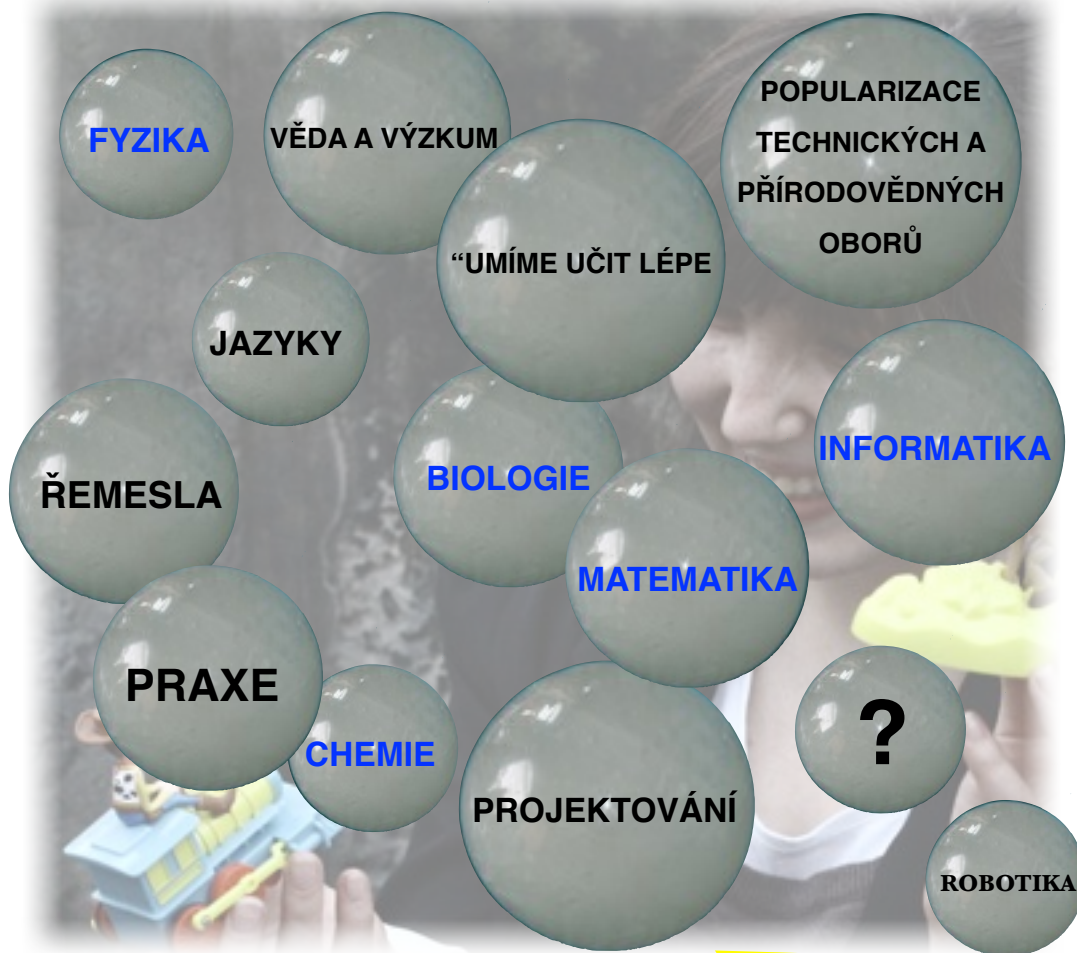 FYZIKA
VĚDA A VÝZKUM
POPULARIZACE
TECHNICKÝCH A
PŘÍRODOVĚDNÝCH
OBORŮ
“UMÍME UČIT LÉPE
JAZYKY
INFORMATIKA
BIOLOGIE
ŘEMESLA
MATEMATIKA
PRAXE
?
CHEMIE
PROJEKTOVÁNÍ
ROBOTIKA